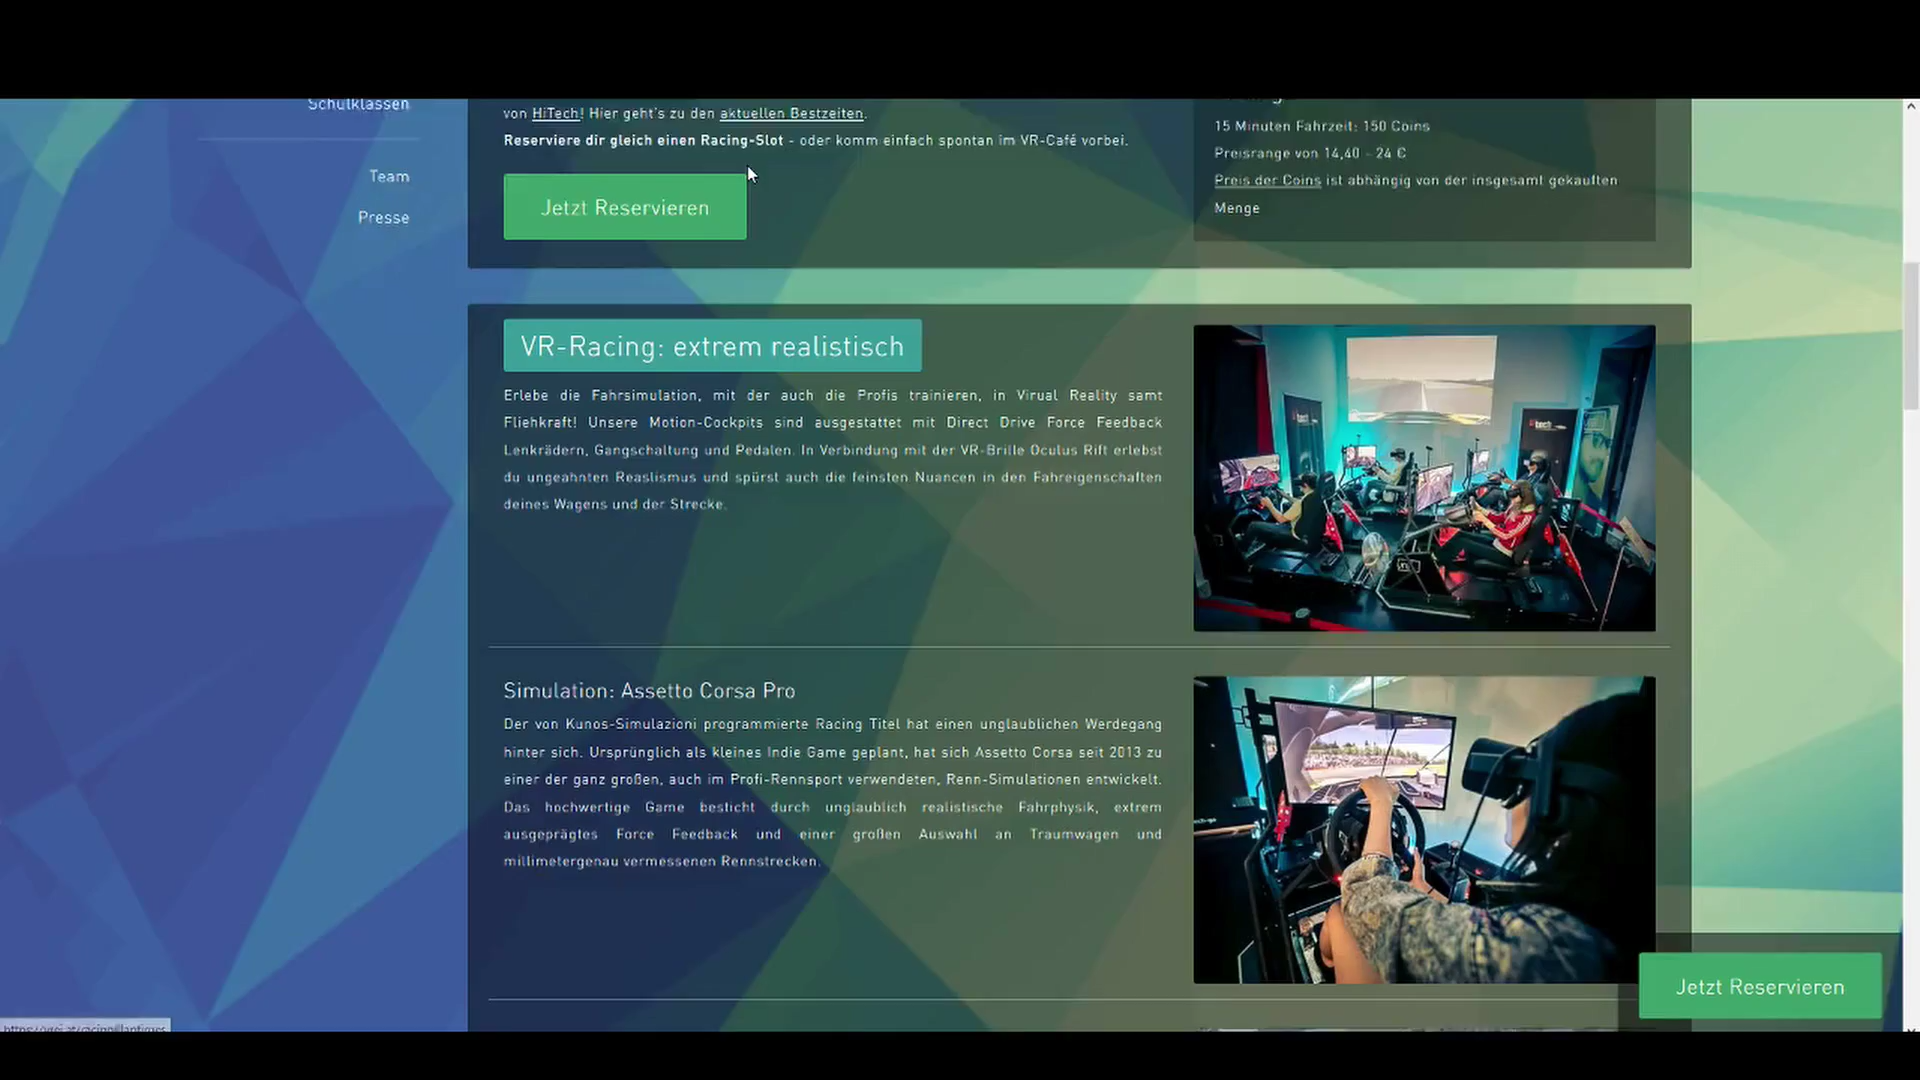 Schulklassen
Team
Presse
von HiTech! Hier geht's zu den aktuellen Bestzeiten.
Reserviere dir gleich einen Racing-Slot - oder komm einfach spontan im VR-Café vorbei.
Jetzt Reservieren
15 Minuten Fahrzeit: 150 Coins
Preisrange von 14,40 - 24 €
Preis der Coins ist abhängig von der insgesamt gekauften
Menge
VR-Racing: extrem realistisch
Erlebe die Fahrsimulation, mit der auch die Profis trainieren, in Virual Reality samt
Fliehkraft! Unsere Motion-Cockpits sind ausgestattet mit Direct Drive Force Feedback
Lenkrädern, Gangschaltung und Pedalen. In Verbindung mit der VR-Brille Oculus Rift erlebst
du ungeahnten Reaslismus und spürst auch die feinsten Nuancen in den Fahreigenschaften
deines Wagens und der Strecke.
Simulation: Assetto Corsa Pro
Der von Kunos-Simulazioni programmierte Racing Titel hat einen unglaublichen Werdegang
hinter sich. Ursprünglich als kleines Indie Game geplant, hat sich Assetto Corsa seit 2013 zu
einer der ganz großen, auch im Profi-Rennsport verwendeten, Renn-Simulationen entwickelt.
Das hochwertige Game besticht durch unglaublich realistische Fahrphysik, extrem
ausgeprägtes Force Feedback und einer großen Auswahl an Traumwagen und
millimetergenau vermessenen Rennstrecken.
Jetzt Reservieren